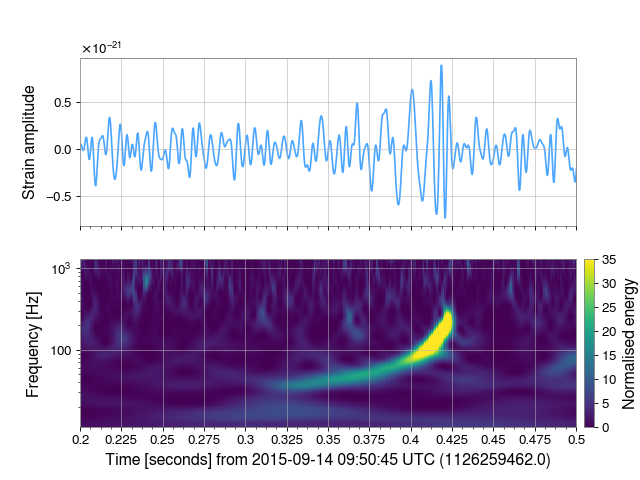 ×10⁻²¹
Strain amplitude
0.5
0.0
−0.5
Frequency [Hz]
10³
100
0.2 0.225 0.25 0.275 0.3 0.325 0.35 0.375 0.4 0.425 0.45 0.475 0.5
Time [seconds] from 2015-09-14 09:50:45 UTC (1126259462.0)
35
30
25
20
15
10
5
0
Normalised energy